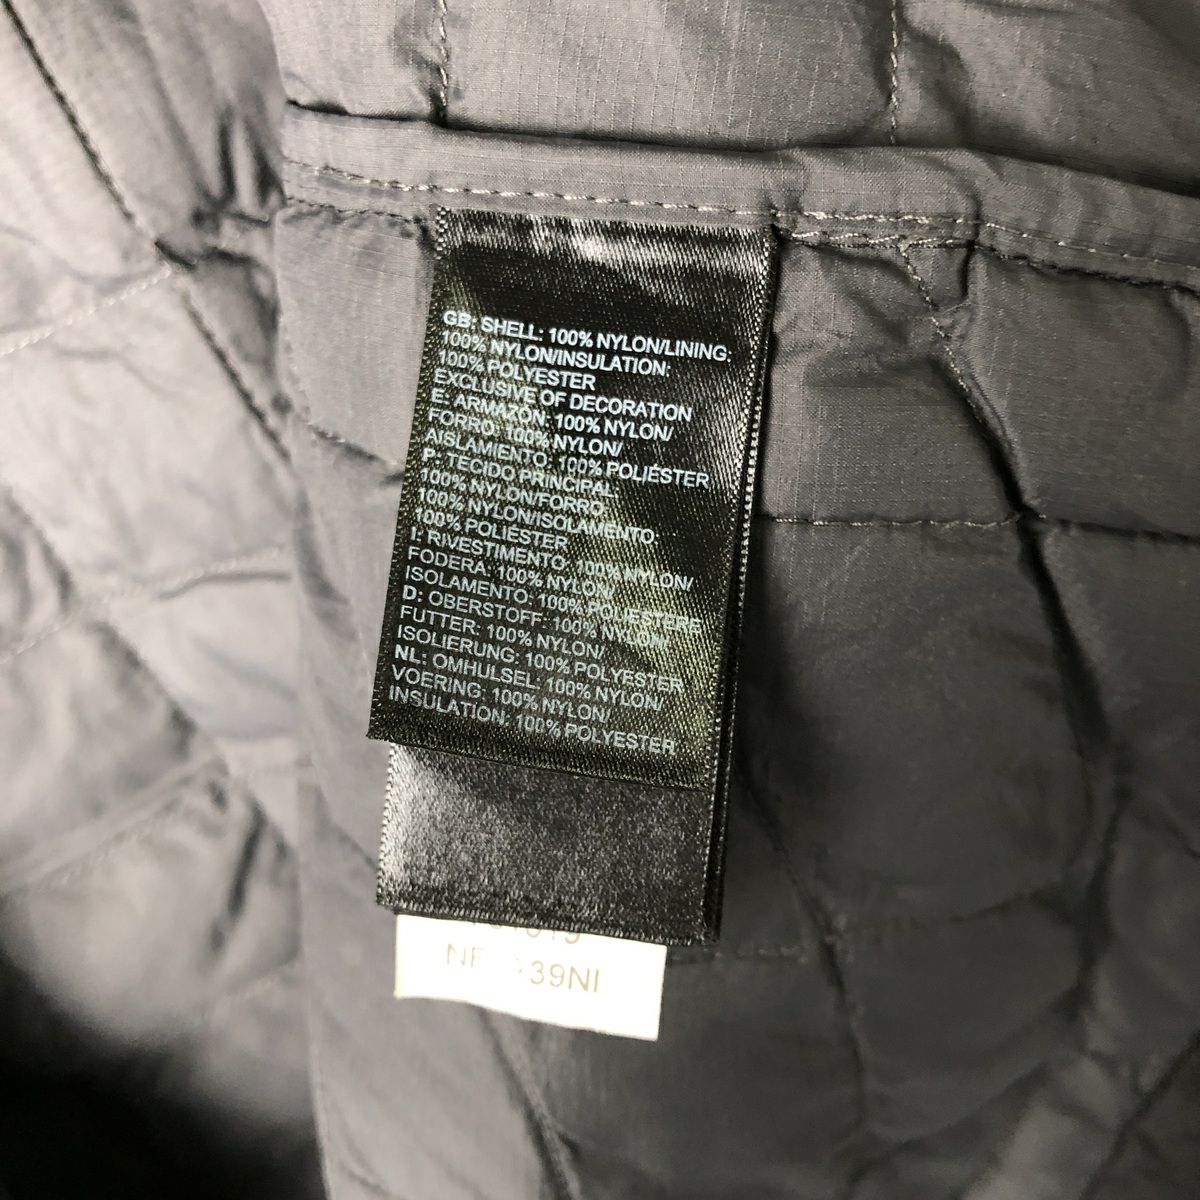 GB: SHELL: 100% NYLON/LINING:
100% NYLON/INSULATION:
100% POLYESTER
EXCLUSIVE OF DECORATION
E: ARMAZÓN: 100% NYLON/
FORRO: 100% NYLON/
AISLAMIENTO: 100% POLIÉSTER
P: TECIDO PRINCIPAL:
100% NYLON/FORRO:
100% NYLON/ISOLAMENTO:
100% POLIESTER
I: RIVESTIMENTO: 100% NYLON/
FODERA: 100% NYLON/
ISOLAMENTO: 100% POLIESTERE
D: OBERSTOFF: 100% NYLON/
FUTTER: 100% NYLON/
ISOLIERUNG: 100% POLYESTER
NL: OMHULSEL: 100% NYLON/
VOERING: 100% NYLON/
INSULATION: 100% POLYESTER